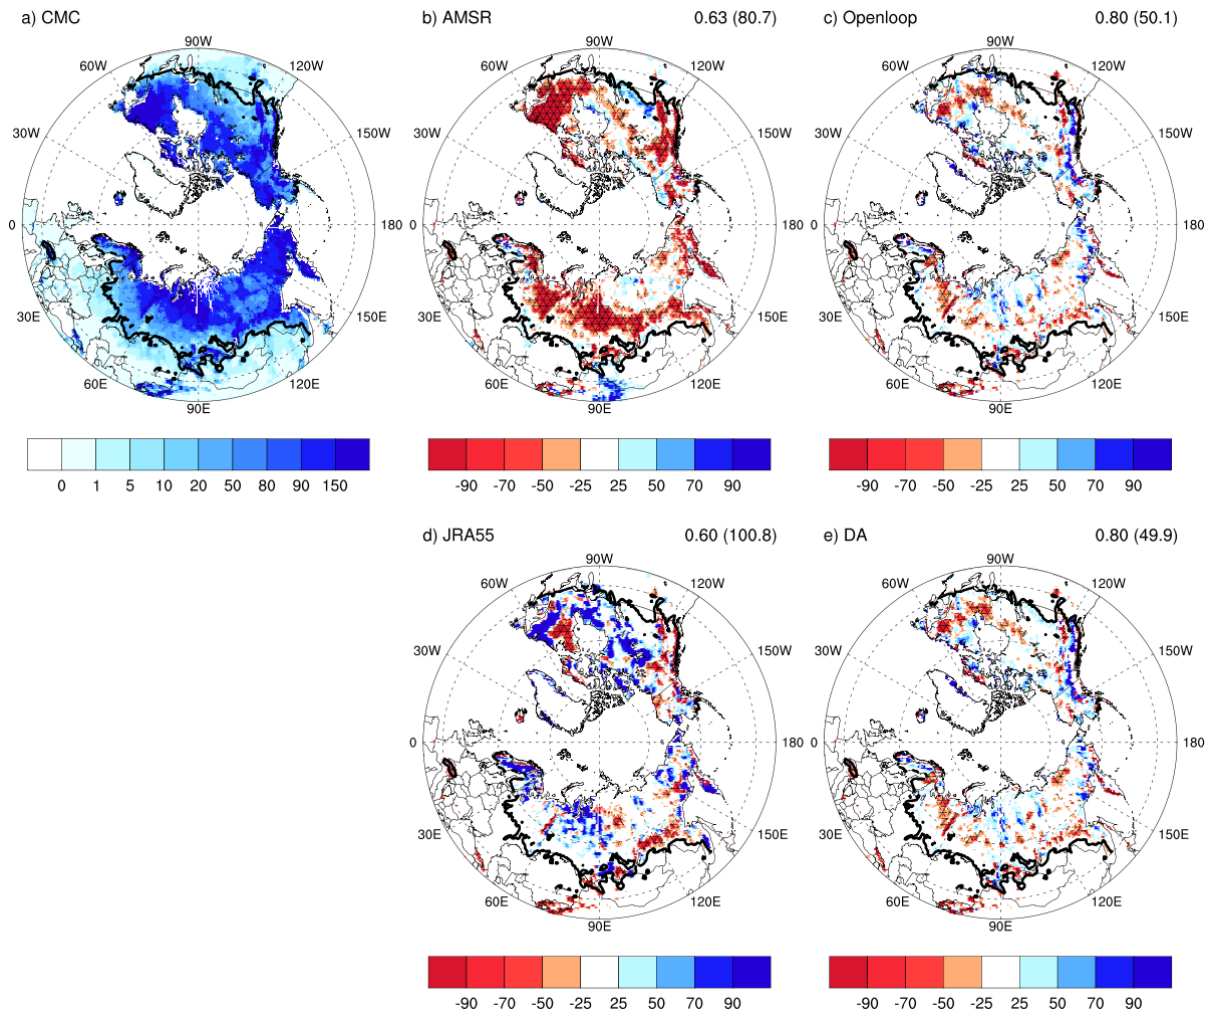 a) CMC
b) AMSR 0.63 (80.7)
c) Openloop 0.80 (50.1)
90W 90W 90W
60W 120W 60W 120W 60W 120W
30W 150W 30W 150W 30W 150W
0 180 0 180 0 180
30E 150E 30E 150E 30E 150E
60E 120E 60E 120E 60E 120E
90E 90E 90E
0 1 5 10 20 50 80 90 150
-90 -70 -50 -25 25 50 70 90
-90 -70 -50 -25 25 50 70 90
d) JRA55 0.60 (100.8)
e) DA 0.80 (49.9)
90W 90W
60W 120W 60W 120W
30W 150W 30W 150W
0 180 0 180
30E 150E 30E 150E
60E 120E 60E 120E
90E 90E
-90 -70 -50 -25 25 50 70 90
-90 -70 -50 -25 25 50 70 90